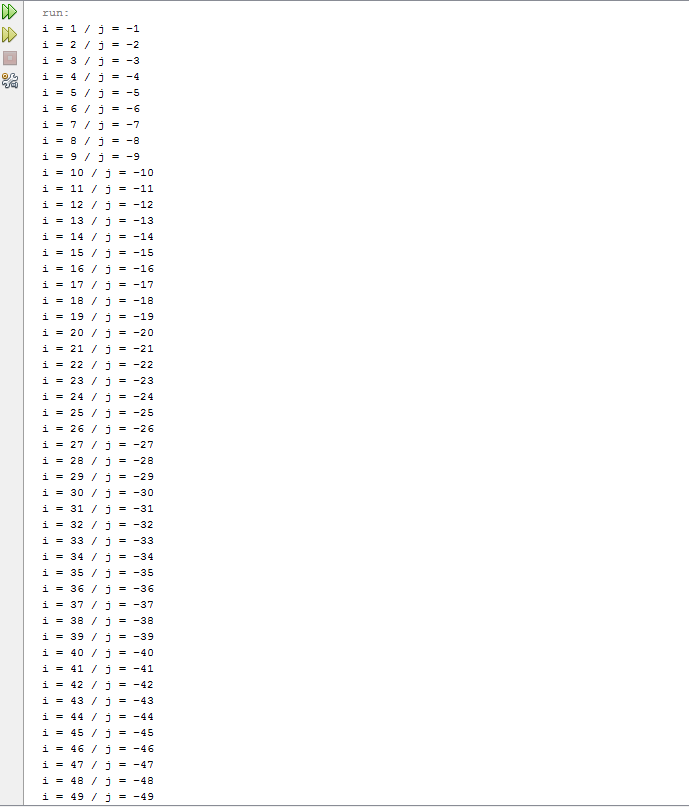 run:
i = 1 / j = -1
i = 2 / j = -2
i = 3 / j = -3
i = 4 / j = -4
i = 5 / j = -5
i = 6 / j = -6
i = 7 / j = -7
i = 8 / j = -8
i = 9 / j = -9
i = 10 / j = -10
i = 11 / j = -11
i = 12 / j = -12
i = 13 / j = -13
i = 14 / j = -14
i = 15 / j = -15
i = 16 / j = -16
i = 17 / j = -17
i = 18 / j = -18
i = 19 / j = -19
i = 20 / j = -20
i = 21 / j = -21
i = 22 / j = -22
i = 23 / j = -23
i = 24 / j = -24
i = 25 / j = -25
i = 26 / j = -26
i = 27 / j = -27
i = 28 / j = -28
i = 29 / j = -29
i = 30 / j = -30
i = 31 / j = -31
i = 32 / j = -32
i = 33 / j = -33
i = 34 / j = -34
i = 35 / j = -35
i = 36 / j = -36
i = 37 / j = -37
i = 38 / j = -38
i = 39 / j = -39
i = 40 / j = -40
i = 41 / j = -41
i = 42 / j = -42
i = 43 / j = -43
i = 44 / j = -44
i = 45 / j = -45
i = 46 / j = -46
i = 47 / j = -47
i = 48 / j = -48
i = 49 / j = -49